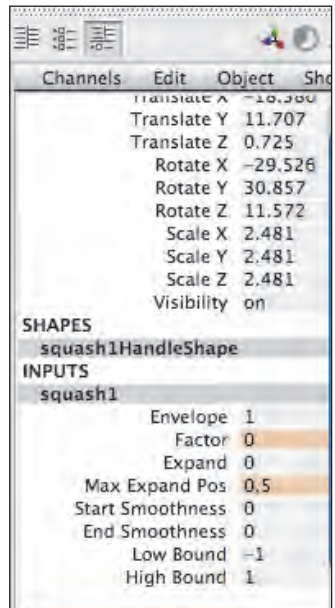 Channels Edit Object Sho
Translate X -18.380
Translate Y 11.707
Translate Z 0.725
Rotate X -29.526
Rotate Y 30.857
Rotate Z 11.572
Scale X 2.481
Scale Y 2.481
Scale Z 2.481
Visibility on
SHAPES
squash1HandleShape
INPUTS
squash1
Envelope 1
Factor 0
Expand 0
Max Expand Pos 0,5
Start Smoothness 0
End Smoothness 0
Low Bound -1
High Bound 1